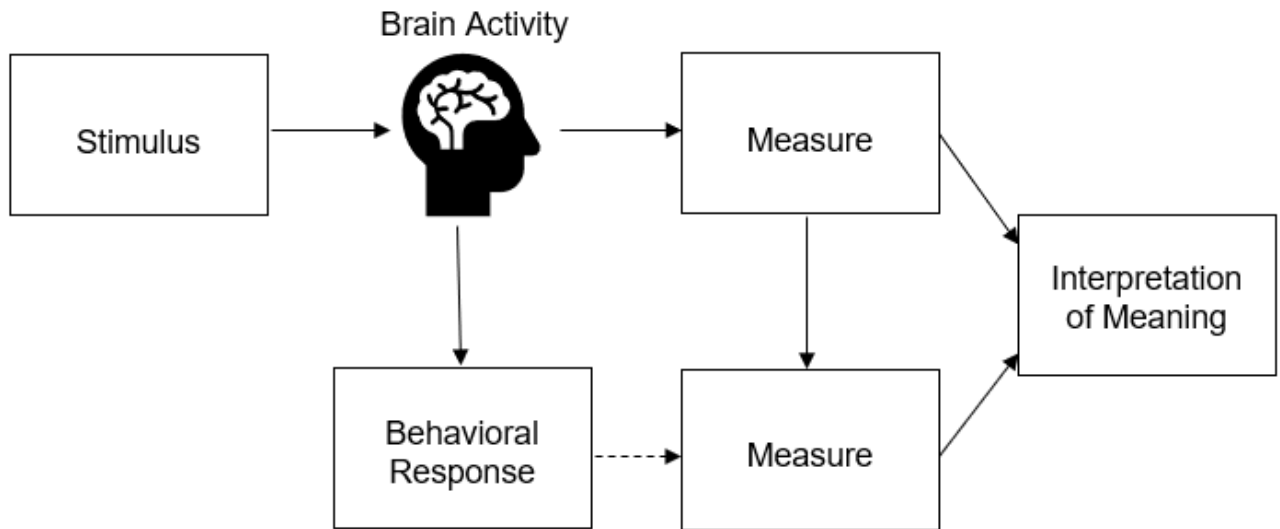 Brain Activity
Stimulus
Measure
Interpretation
of Meaning
Behavioral
Response
Measure